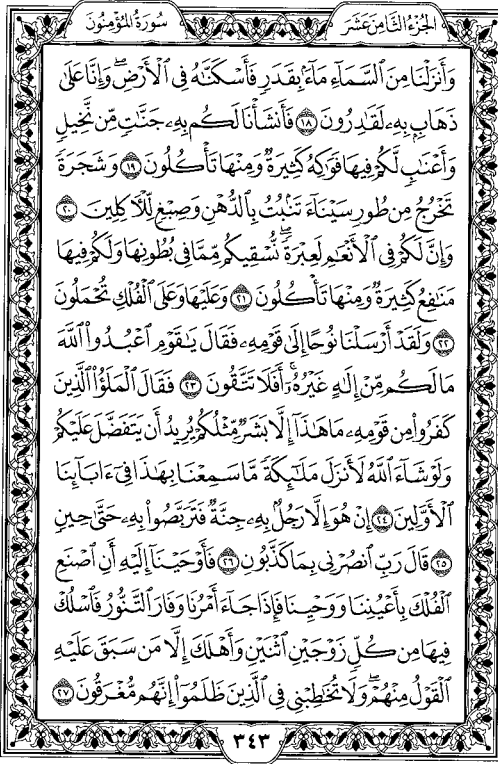 الجزء الثامن عشر
سورة المؤمنون
وَأَنزَلْنَا مِنَ ٱلسَّمَآءِ مَآءَۢ بِقَدَرٍ فَأَسْكَنَّـٰهُ فِى ٱلْأَرْضِ ۖ وَإِنَّا عَلَىٰ
ذَهَابٍۭ بِهِۦ لَقَـٰدِرُونَ ١٨ فَأَنشَأْنَا لَكُم بِهِۦ جَنَّـٰتٍ مِّن نَّخِيلٍ
وَأَعْنَـٰبٍ لَّكُمْ فِيهَا فَوَٰكِهُ كَثِيرَةٌ وَمِنْهَا تَأْكُلُونَ ١٩ وَشَجَرَةً
تَخْرُجُ مِن طُورِ سَيْنَآءَ تَنۢبُتُ بِٱلدُّهْنِ وَصِبْغٍ لِّلْـَٔاكِلِينَ ٢٠
وَإِنَّ لَكُمْ فِى ٱلْأَنْعَـٰمِ لَعِبْرَةً ۖ نُّسْقِيكُم مِّمَّا فِى بُطُونِهَا وَلَكُمْ فِيهَا
مَنَـٰفِعُ كَثِيرَةٌ وَمِنْهَا تَأْكُلُونَ ٢١ وَعَلَيْهَا وَعَلَى ٱلْفُلْكِ تُحْمَلُونَ
٢٢ وَلَقَدْ أَرْسَلْنَا نُوحًا إِلَىٰ قَوْمِهِۦ فَقَالَ يَـٰقَوْمِ ٱعْبُدُوا۟ ٱللَّهَ
مَا لَكُم مِّنْ إِلَـٰهٍ غَيْرُهُۥٓ ۖ أَفَلَا تَتَّقُونَ ٢٣ فَقَالَ ٱلْمَلَؤُا۟ ٱلَّذِينَ
كَفَرُوا۟ مِن قَوْمِهِۦ مَا هَـٰذَآ إِلَّا بَشَرٌ مِّثْلُكُمْ يُرِيدُ أَن يَتَفَضَّلَ عَلَيْكُمْ
وَلَوْ شَآءَ ٱللَّهُ لَأَنزَلَ مَلَـٰٓئِكَةً مَّا سَمِعْنَا بِهَـٰذَا فِىٓ ءَابَآئِنَا
ٱلْأَوَّلِينَ ٢٤ إِنْ هُوَ إِلَّا رَجُلٌۢ بِهِۦ جِنَّةٌ فَتَرَبَّصُوا۟ بِهِۦ حَتَّىٰ حِينٍ
٢٥ قَالَ رَبِّ ٱنصُرْنِى بِمَا كَذَّبُونِ ٢٦ فَأَوْحَيْنَآ إِلَيْهِ أَنِ ٱصْنَعِ
ٱلْفُلْكَ بِأَعْيُنِنَا وَوَحْيِنَا فَإِذَا جَآءَ أَمْرُنَا وَفَارَ ٱلتَّنُّورُ ۙ فَٱسْلُكْ
فِيهَا مِن كُلٍّ زَوْجَيْنِ ٱثْنَيْنِ وَأَهْلَكَ إِلَّا مَن سَبَقَ عَلَيْهِ
ٱلْقَوْلُ مِنْهُمْ ۖ وَلَا تُخَـٰطِبْنِى فِى ٱلَّذِينَ ظَلَمُوٓا۟ ۖ إِنَّهُم مُّغْرَقُونَ ٢٧
٣٤٣